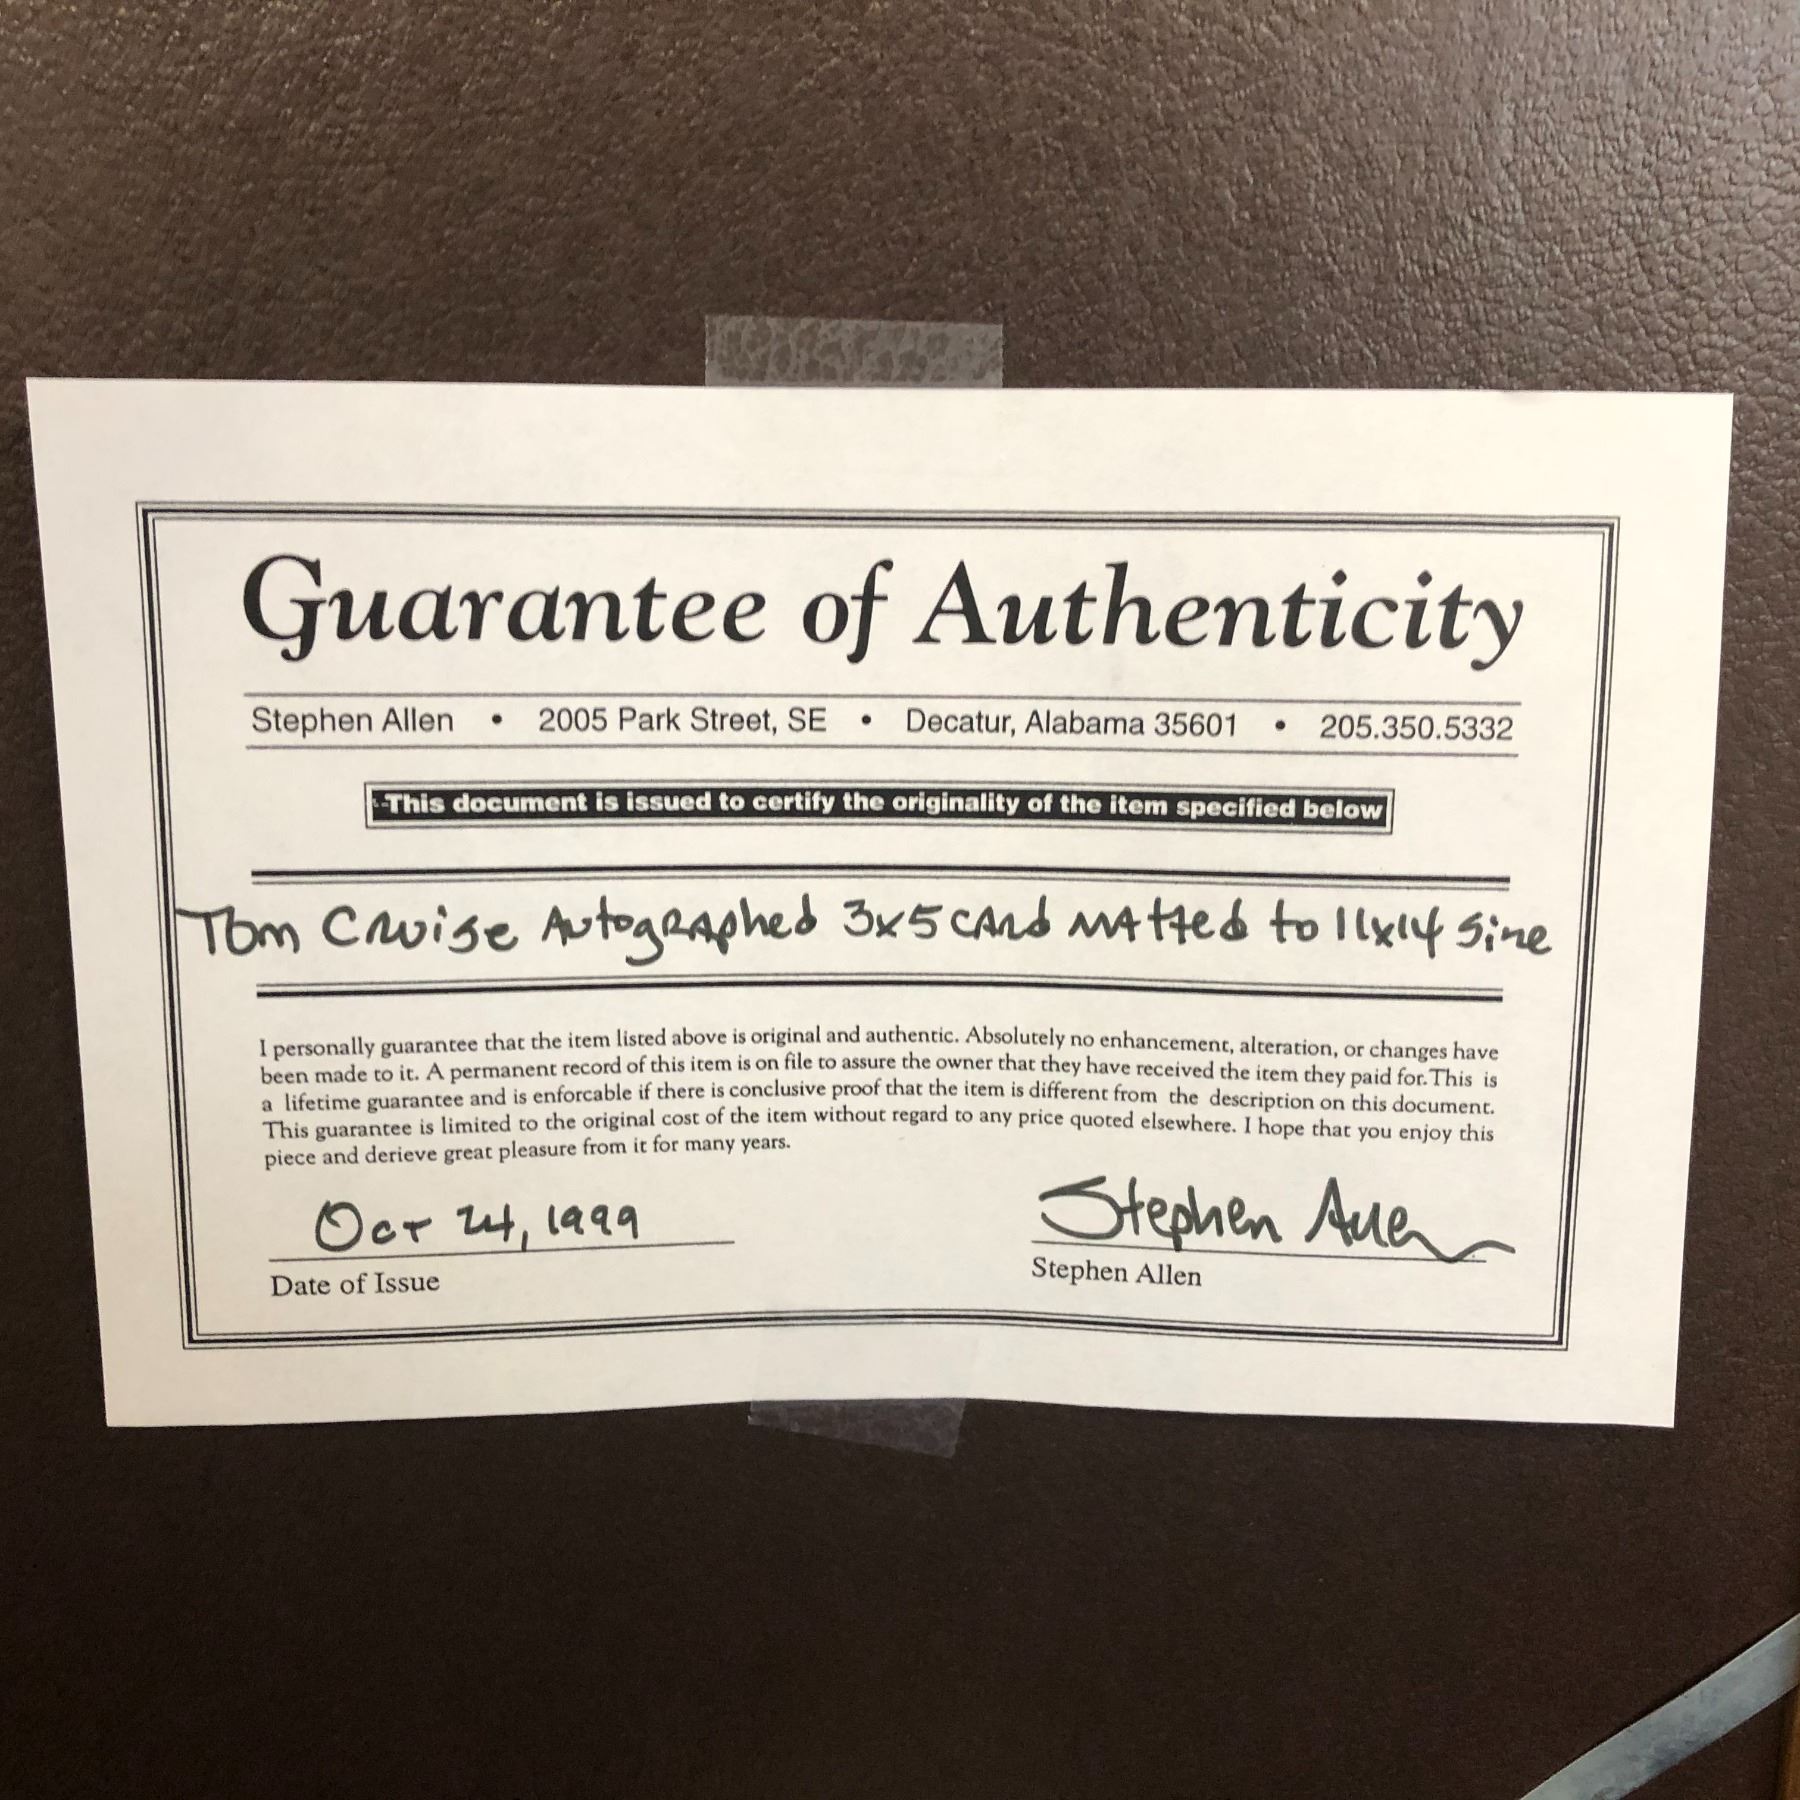 Guarantee of Authenticity
Stephen Allen • 2005 Park Street, SE • Decatur, Alabama 35601 • 205.350.5332
This document is issued to certify the originality of the item specified below
Tom Cruise Autographed 3x5 card matted to 11x14 size
I personally guarantee that the item listed above is original and authentic. Absolutely no enhancement, alteration, or changes have
been made to it. A permanent record of this item is on file to assure the owner that they have received the item they paid for.This is
a lifetime guarantee and is enforcable if there is conclusive proof that the item is different from the description on this document.
This guarantee is limited to the original cost of the item without regard to any price quoted elsewhere. I hope that you enjoy this
piece and derieve great pleasure from it for many years.
Oct 24, 1999 Stephen Allen
Date of Issue Stephen Allen